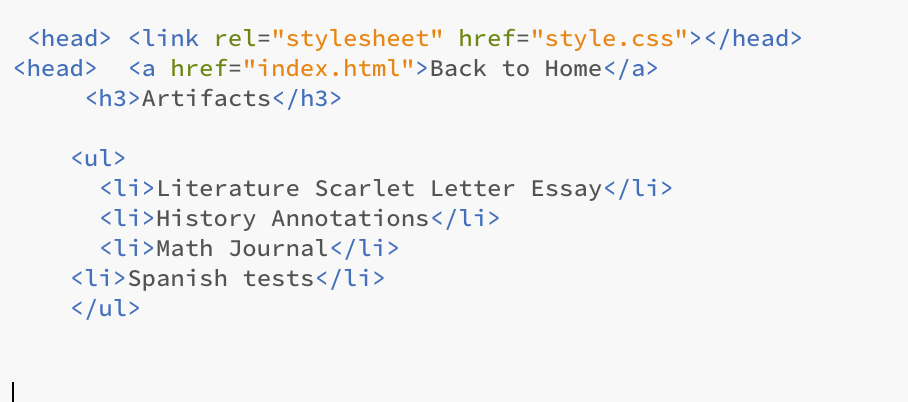 <head> <link rel="stylesheet" href="style.css"></head>
<head>  <a href="index.html">Back to Home</a>
     <h3>Artifacts</h3>

    <ul>
      <li>Literature Scarlet Letter Essay</li>
      <li>History Annotations</li>
      <li>Math Journal</li>
    <li>Spanish tests</li>
    </ul>